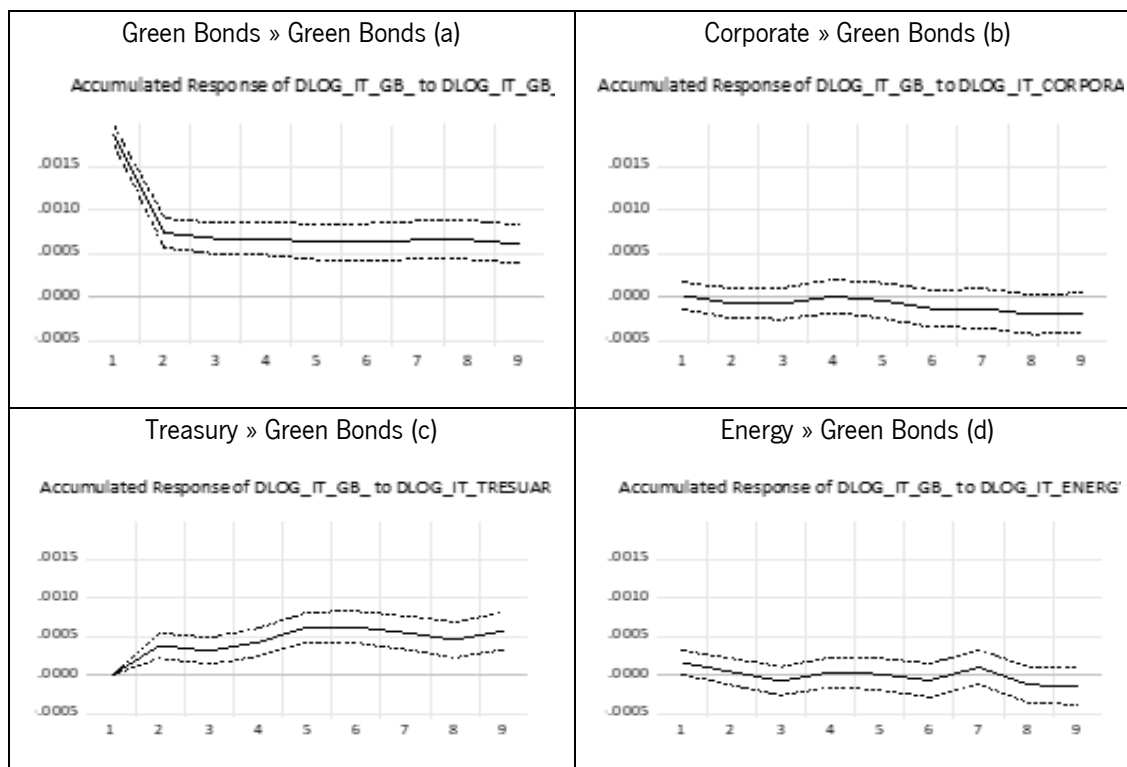 Green Bonds » Green Bonds (a)
Accumulated Response of DLOG_IT_GB_ to DLOG_IT_GB_
.0015
.0010
.0005
.0000
-.0005
1 2 3 4 5 6 7 8 9
Corporate » Green Bonds (b)
Accumulated Response of DLOG_IT_GB_ to DLOG_IT_CORPORA
.0015
.0010
.0005
.0000
-.0005
1 2 3 4 5 6 7 8 9
Treasury » Green Bonds (c)
Accumulated Response of DLOG_IT_GB_ to DLOG_IT_TRESUAR
.0015
.0010
.0005
.0000
-.0005
1 2 3 4 5 6 7 8 9
Energy » Green Bonds (d)
Accumulated Response of DLOG_IT_GB_ to DLOG_IT_ENERGY
.0015
.0010
.0005
.0000
-.0005
1 2 3 4 5 6 7 8 9